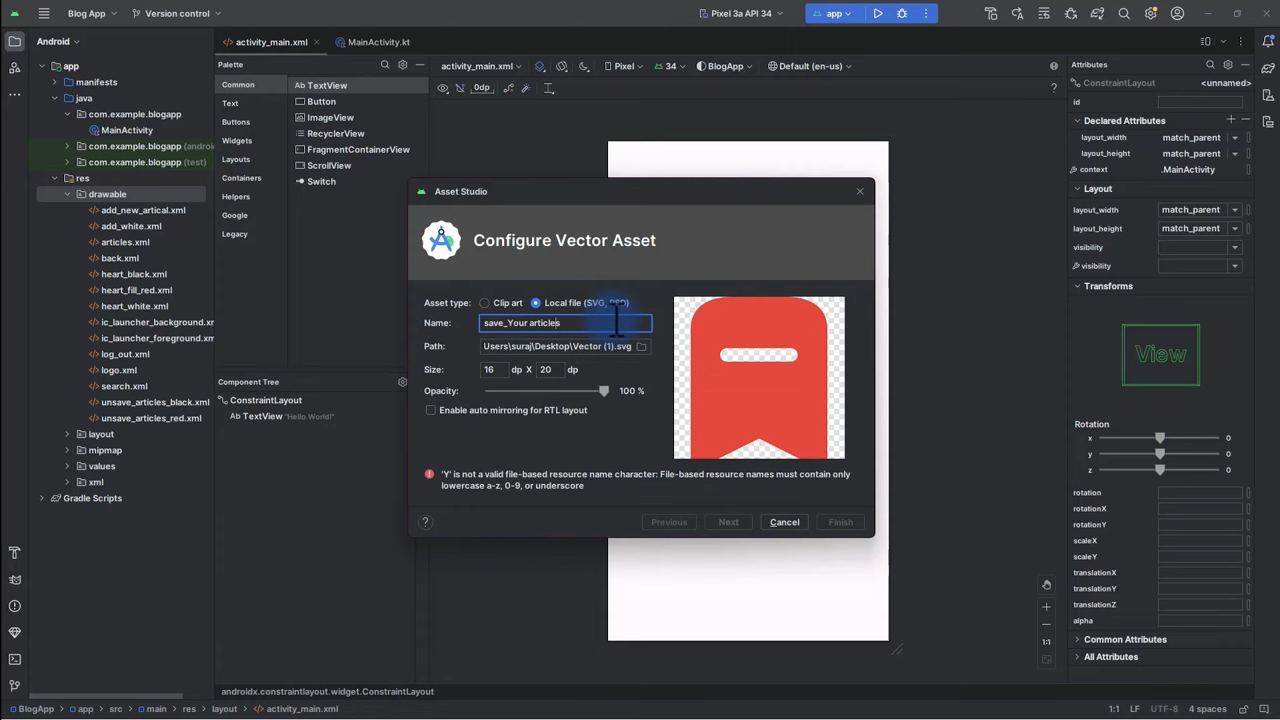 Blog App
Version control
Pixel 3a API 34
app
Android
activity_main.xml
MainActivity.kt
app
manifests
java
com.example.blogapp
MainActivity
com.example.blogapp
com.example.blogapp (test)
res
drawable
add_new_artical.xml
add_white.xml
articles.xml
back.xml
heart_black.xml
heart_fill_red.xml
heart_white.xml
ic_launcher_background.xm
ic_launcher_foreground.xm
log_out.xml
logo.xml
search.xml
unsave_articles_black.xml
unsave_articles_red.xml
layout
mipmap
values
xml
Gradle Scripts
Palette
Common
Text
Buttons
Widgets
Layouts
Containers
Helpers
Google
Legacy
Ab TextView
Button
ImageView
RecyclerView
FragmentContainerView
ScrollView
Switch
Component Tree
ConstraintLayout
Ab TextView "Hello World!"
activity_main.xml
Pixel
34
BlogApp
Default (en-us)
0dp
Asset Studio
Configure Vector Asset
Asset type:
Clip art
Local file (SVG, PSD)
Name:
save_Your articles
Path:
Users\suraj\Desktop\Vector (1).svg
Size:
16 dp X 20 dp
Opacity:
100 %
Enable auto mirroring for RTL layout
'Y' is not a valid file-based resource name character: File-based resource names must contain only
lowercase a-z, 0-9, or underscore
?
Previous
Next
Cancel
Finish
1:1
Attributes
ConstraintLayout
<unnamed>
id
Declared Attributes
layout_width match_parent
layout_height match_parent
context .MainActivity
Layout
layout_width match_parent
layout_height match_parent
visibility
visibility
Transforms
View
Rotation
x 0
y 0
z 0
rotation
rotationX
rotationY
scaleX
scaleY
translationX
translationY
translationZ
alpha
Common Attributes
All Attributes
androidx.constraintlayout.widget.ConstraintLayout
BlogApp > app > src > main > res > layout > activity_main.xml
1:1 LF UTF-8 4 spaces